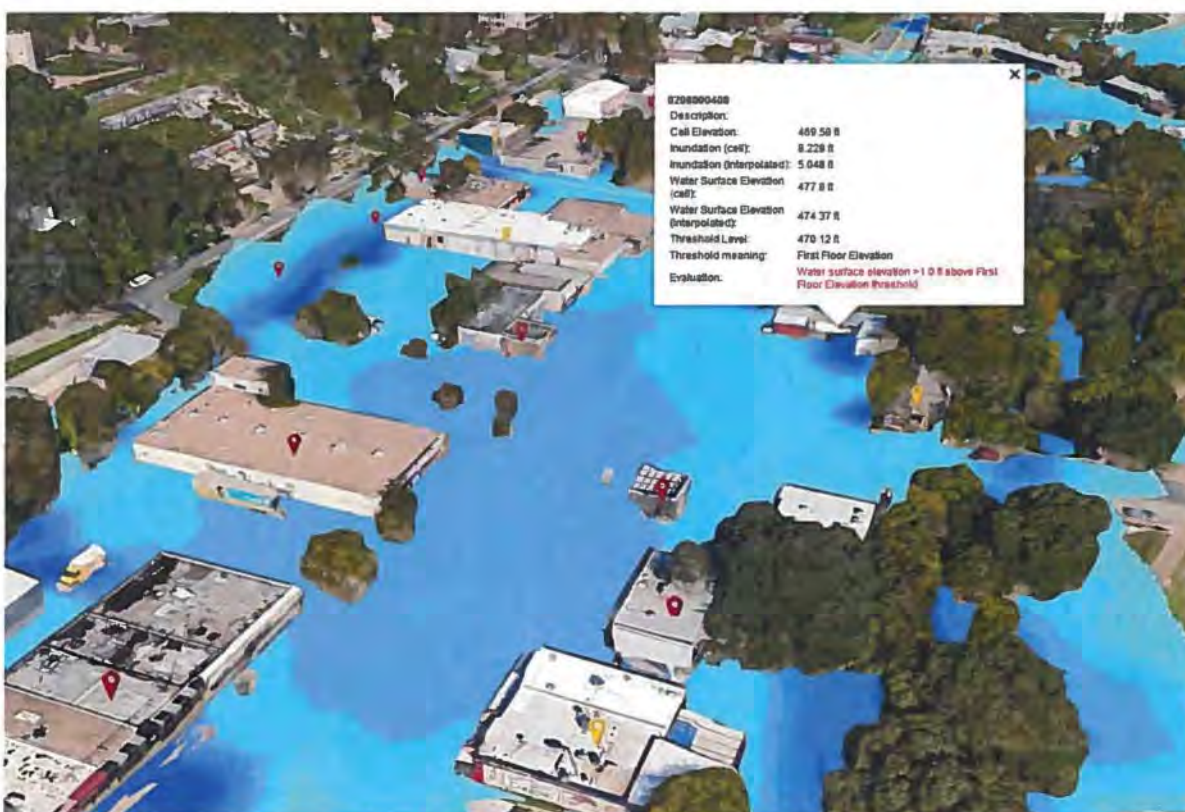 ×
0208000400
Description:
Cell Elevation: 469.58 ft
Inundation (cell): 8.228 ft
Inundation (interpolated): 5.048 ft
Water Surface Elevation
(cell): 477.8 ft
Water Surface Elevation
(interpolated): 474.37 ft
Threshold Level: 470.12 ft
Threshold meaning: First Floor Elevation
Evaluation: Water surface elevation >1.0 ft above First
Floor Elevation threshold